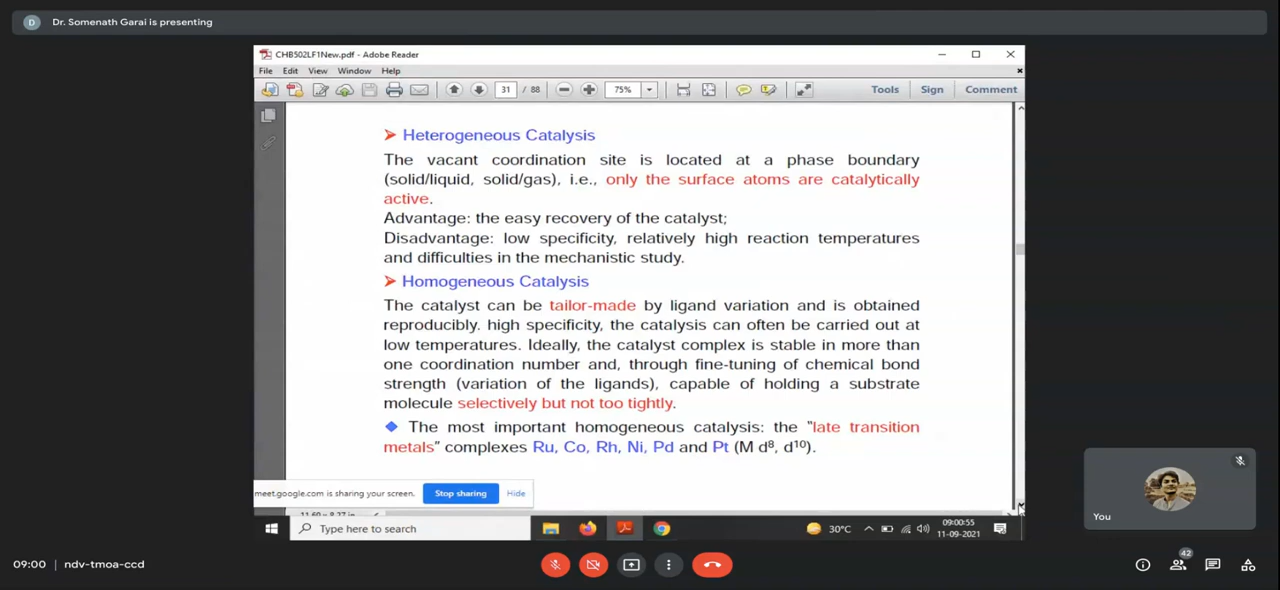 D Dr. Somenath Garai is presenting
CHB502LF1New.pdf - Adobe Reader
File Edit View Window Help
31 / 88 75% Tools Sign Comment
➤ Heterogeneous Catalysis
The vacant coordination site is located at a phase boundary
(solid/liquid, solid/gas), i.e., only the surface atoms are catalytically
active.
Advantage: the easy recovery of the catalyst;
Disadvantage: low specificity, relatively high reaction temperatures
and difficulties in the mechanistic study.
➤ Homogeneous Catalysis
The catalyst can be tailor-made by ligand variation and is obtained
reproducibly. high specificity, the catalysis can often be carried out at
low temperatures. Ideally, the catalyst complex is stable in more than
one coordination number and, through fine-tuning of chemical bond
strength (variation of the ligands), capable of holding a substrate
molecule selectively but not too tightly.
◆ The most important homogeneous catalysis: the "late transition
metals" complexes Ru, Co, Rh, Ni, Pd and Pt (M d⁸, d¹⁰).
meet.google.com is sharing your screen. Stop sharing Hide
11.69 x 8.27 in
Type here to search
30°C
09:00:55
11-09-2021
You
09:00 | ndv-tmoa-ccd
42